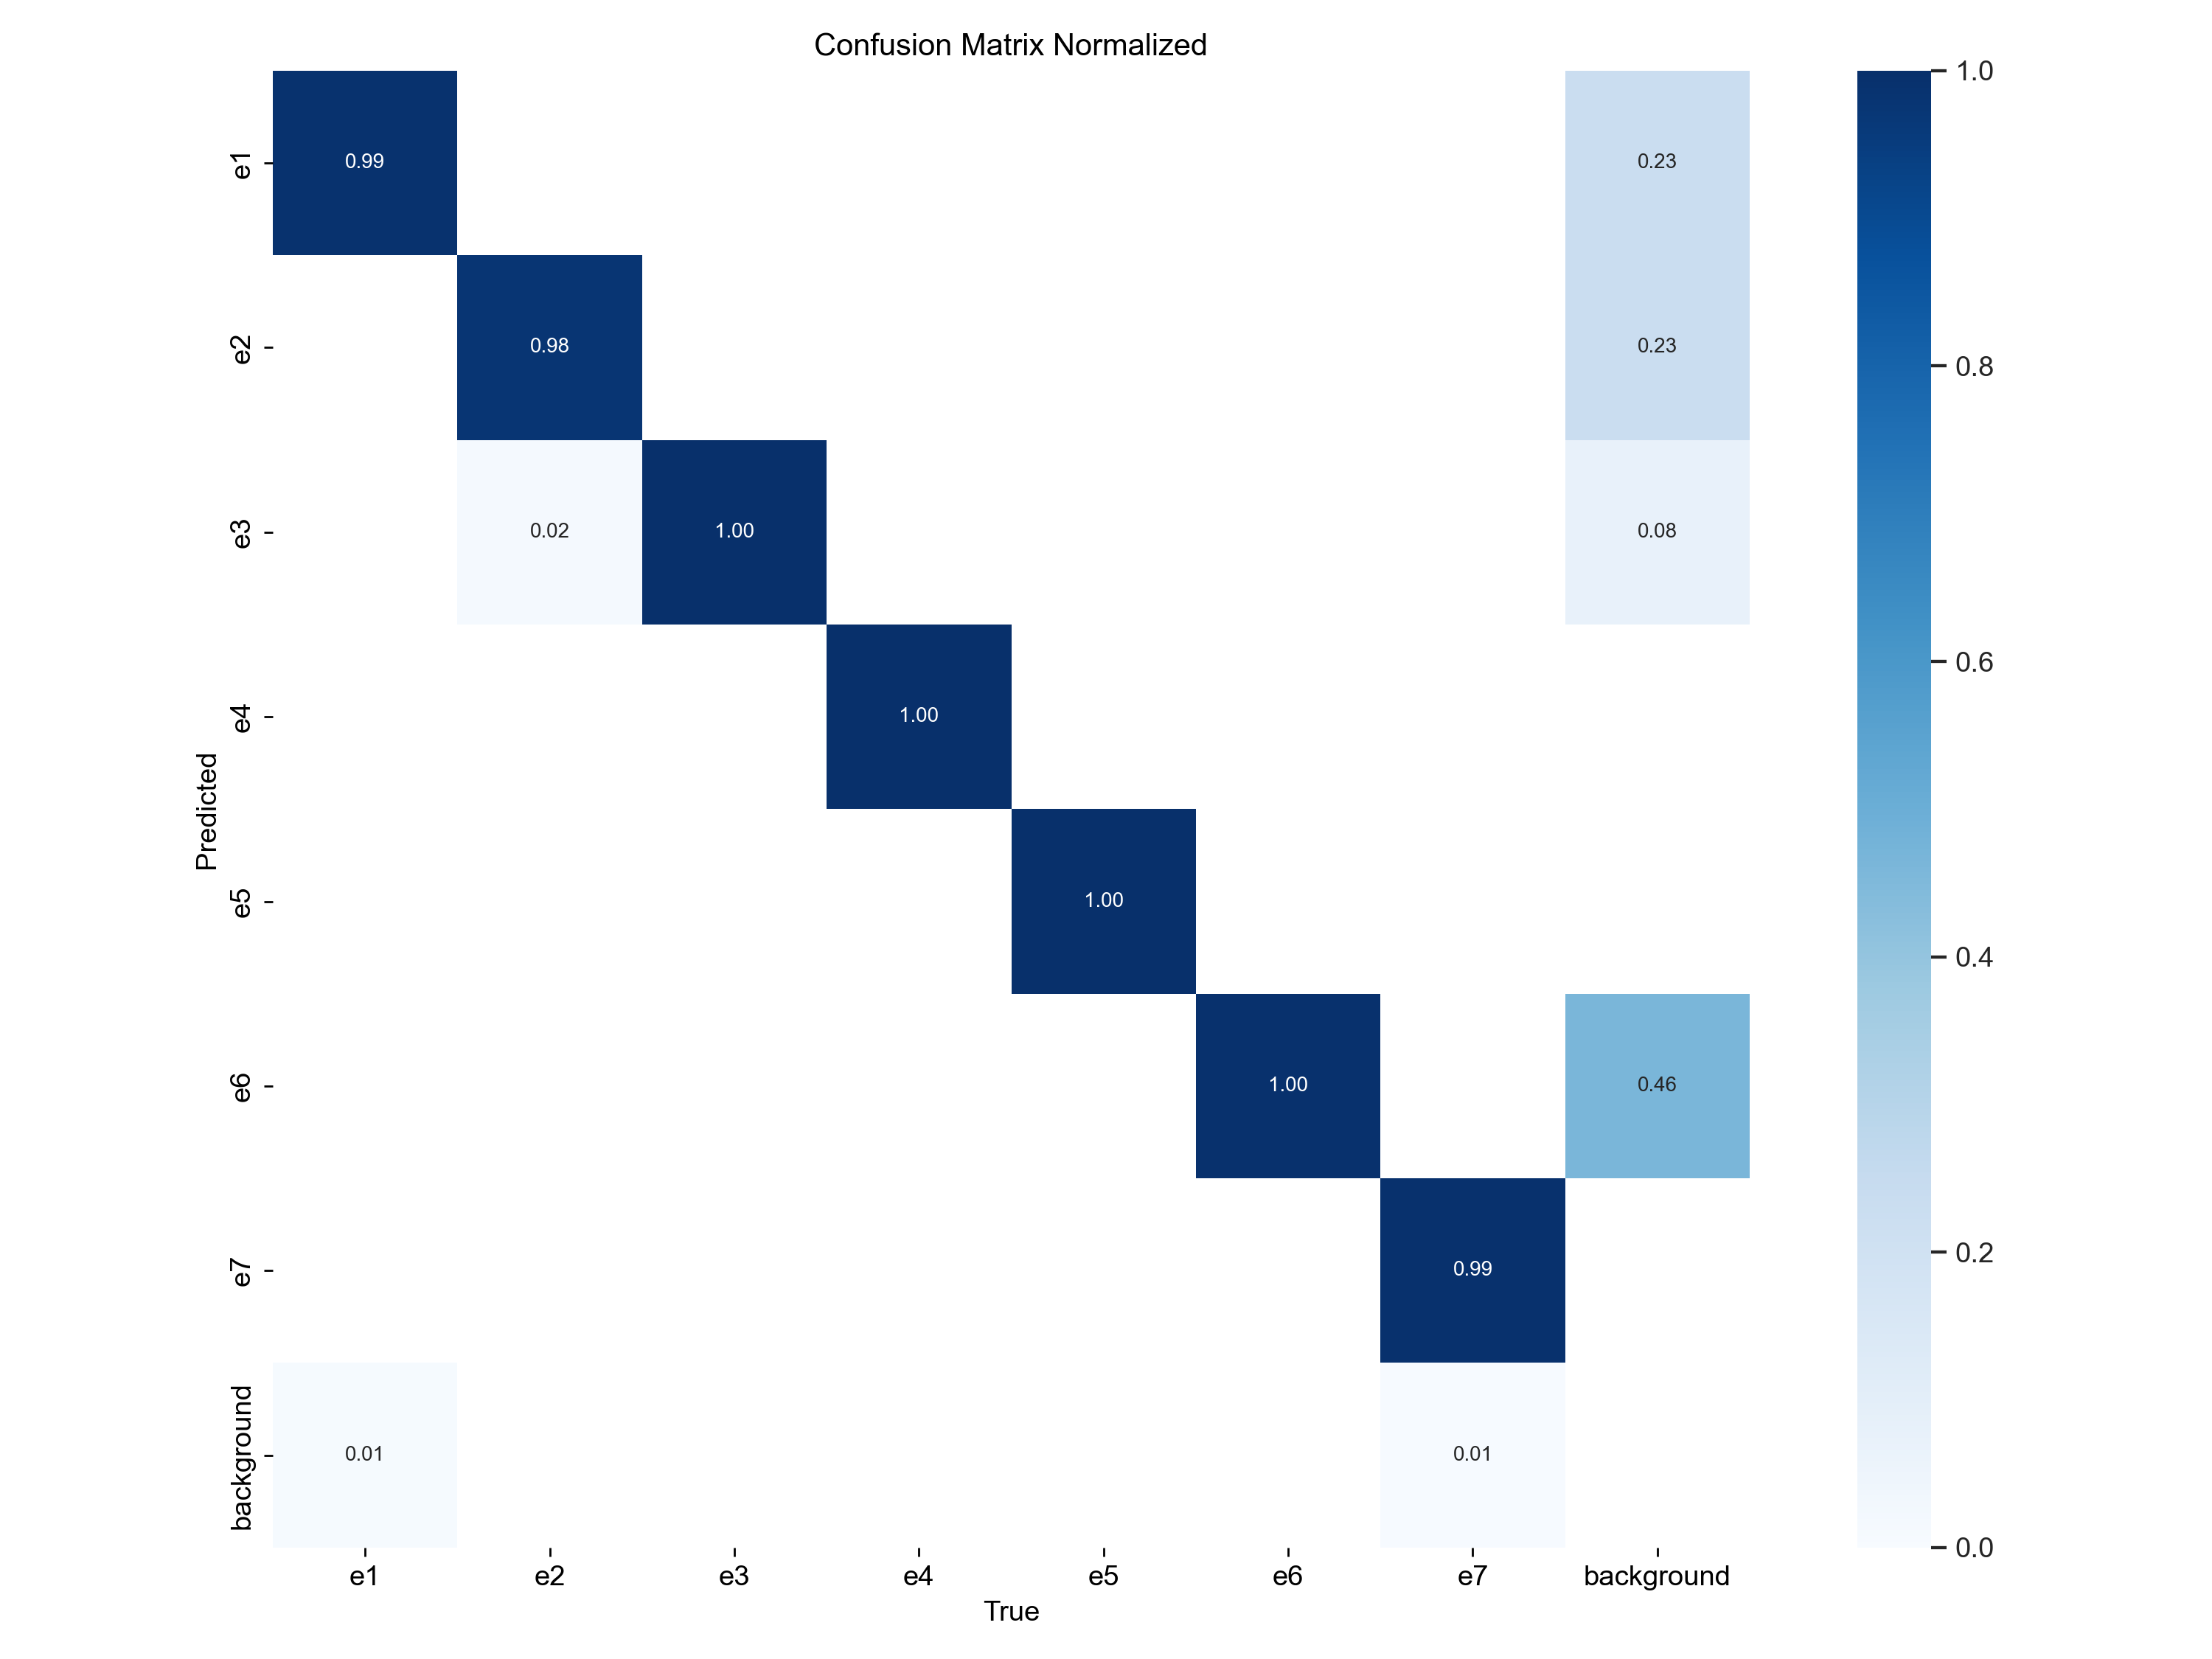 Confusion Matrix Normalized
e1 0.99 0.23 1.0
e2 0.98 0.23 0.8
e3 0.02 1.00 0.08
e4 1.00 0.6
Predicted
e5 1.00 0.4
e6 1.00 0.46
e7 0.99 0.2
background 0.01 0.01 0.0
e1 e2 e3 e4 e5 e6 e7 background
True